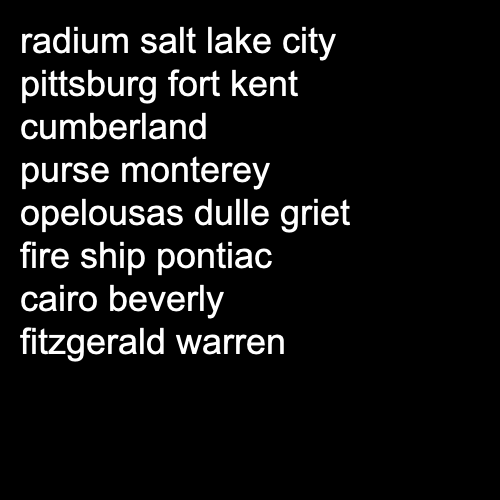 radium salt lake city
pittsburg fort kent
cumberland
purse monterey
opelousas dulle griet
fire ship pontiac
cairo beverly
fitzgerald warren